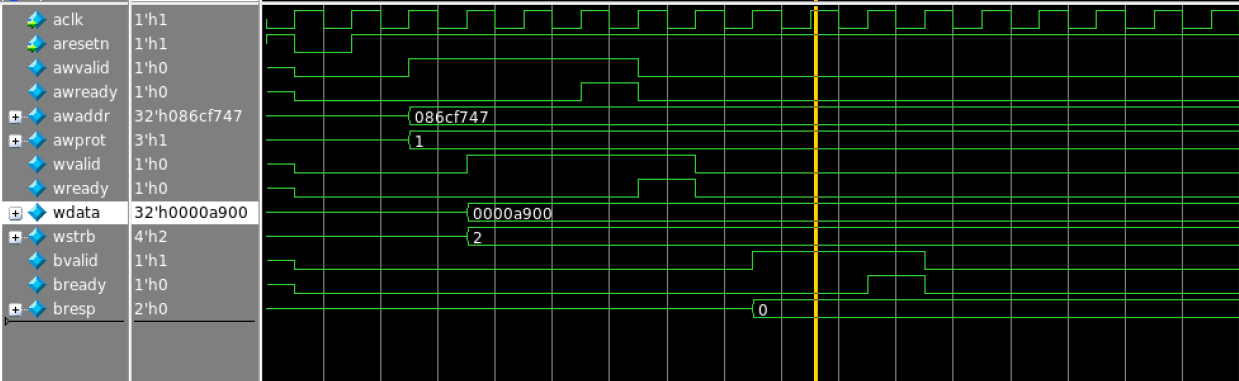 aclk 1'h1
aresetn 1'h1
awvalid 1'h0
awready 1'h0
awaddr 32'h086cf747 086cf747
awprot 3'h1 1
wvalid 1'h0
wready 1'h0
wdata 32'h0000a900 0000a900
wstrb 4'h2 2
bvalid 1'h1
bready 1'h0
bresp 2'h0 0